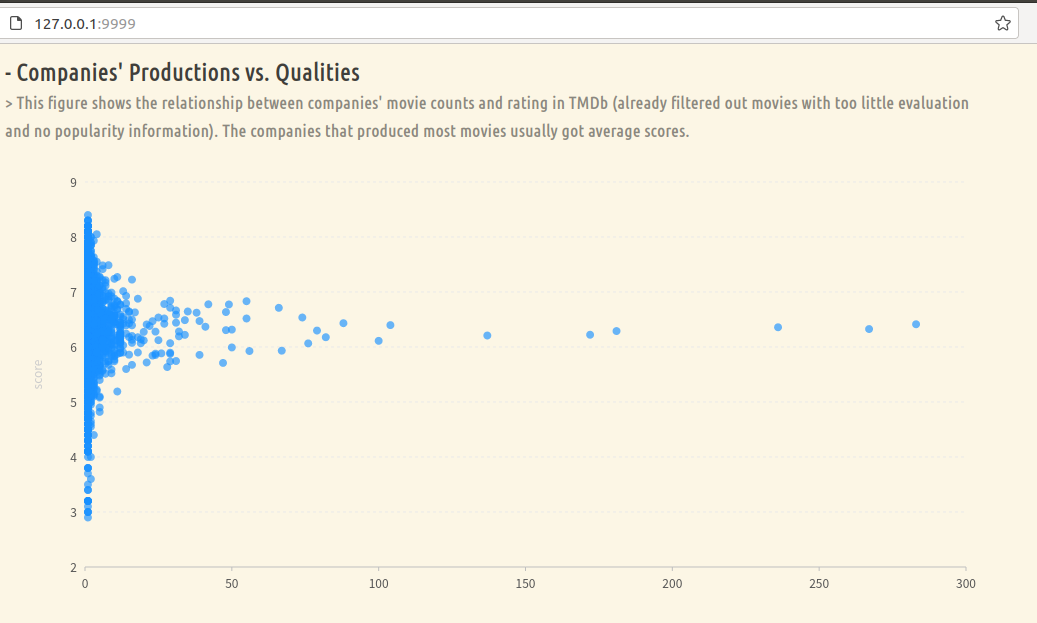 127.0.0.1:9999
- Companies' Productions vs. Qualities
> This figure shows the relationship between companies' movie counts and rating in TMDb (already filtered out movies with too little evaluation
and no popularity information). The companies that produced most movies usually got average scores.
9
8
7
6
score
5
4
3
2
0 50 100 150 200 250 300